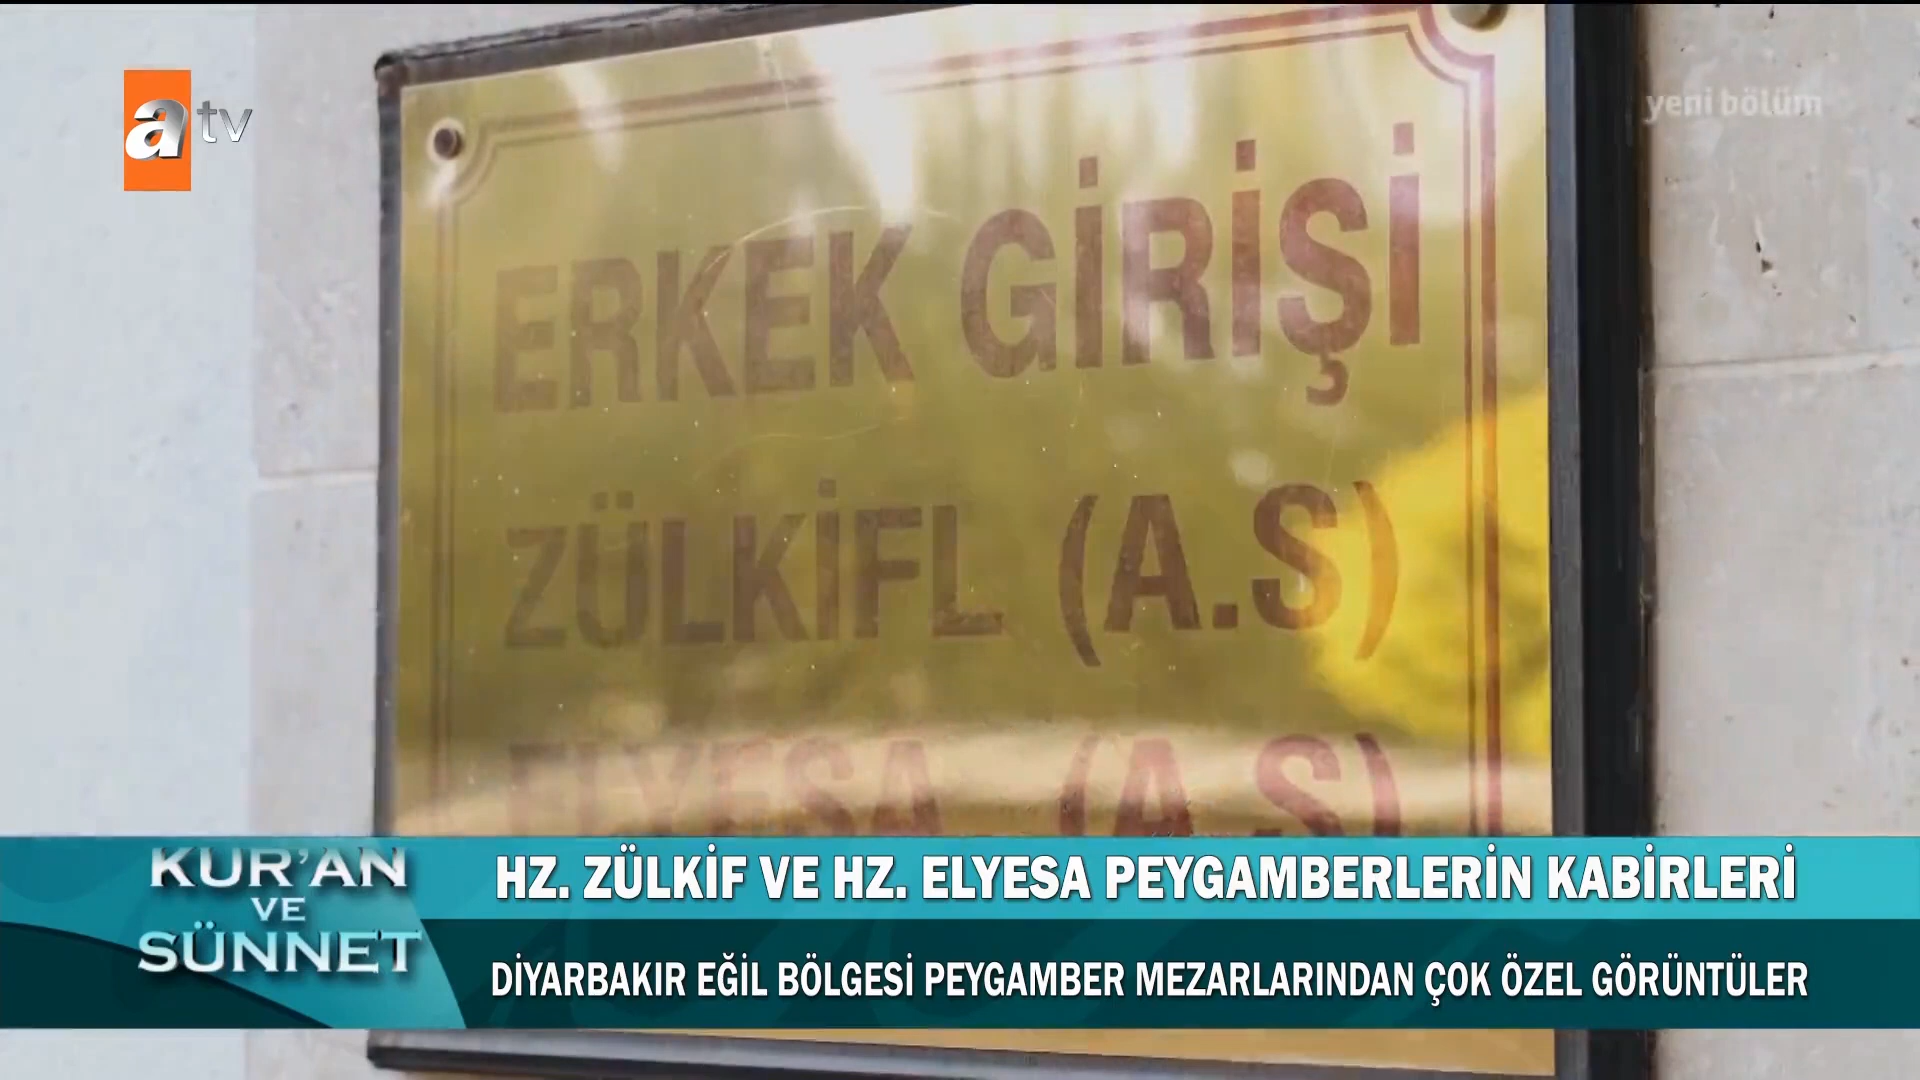 atv
yeni bölüm
ERKEK GİRİŞİ
ZÜLKİFL (A.S)
ELYESA (A.S)
KUR'AN
VE
SÜNNET
HZ. ZÜLKİF VE HZ. ELYESA PEYGAMBERLERİN KABİRLERİ
DİYARBAKIR EĞİL BÖLGESİ PEYGAMBER MEZARLARINDAN ÇOK ÖZEL GÖRÜNTÜLER